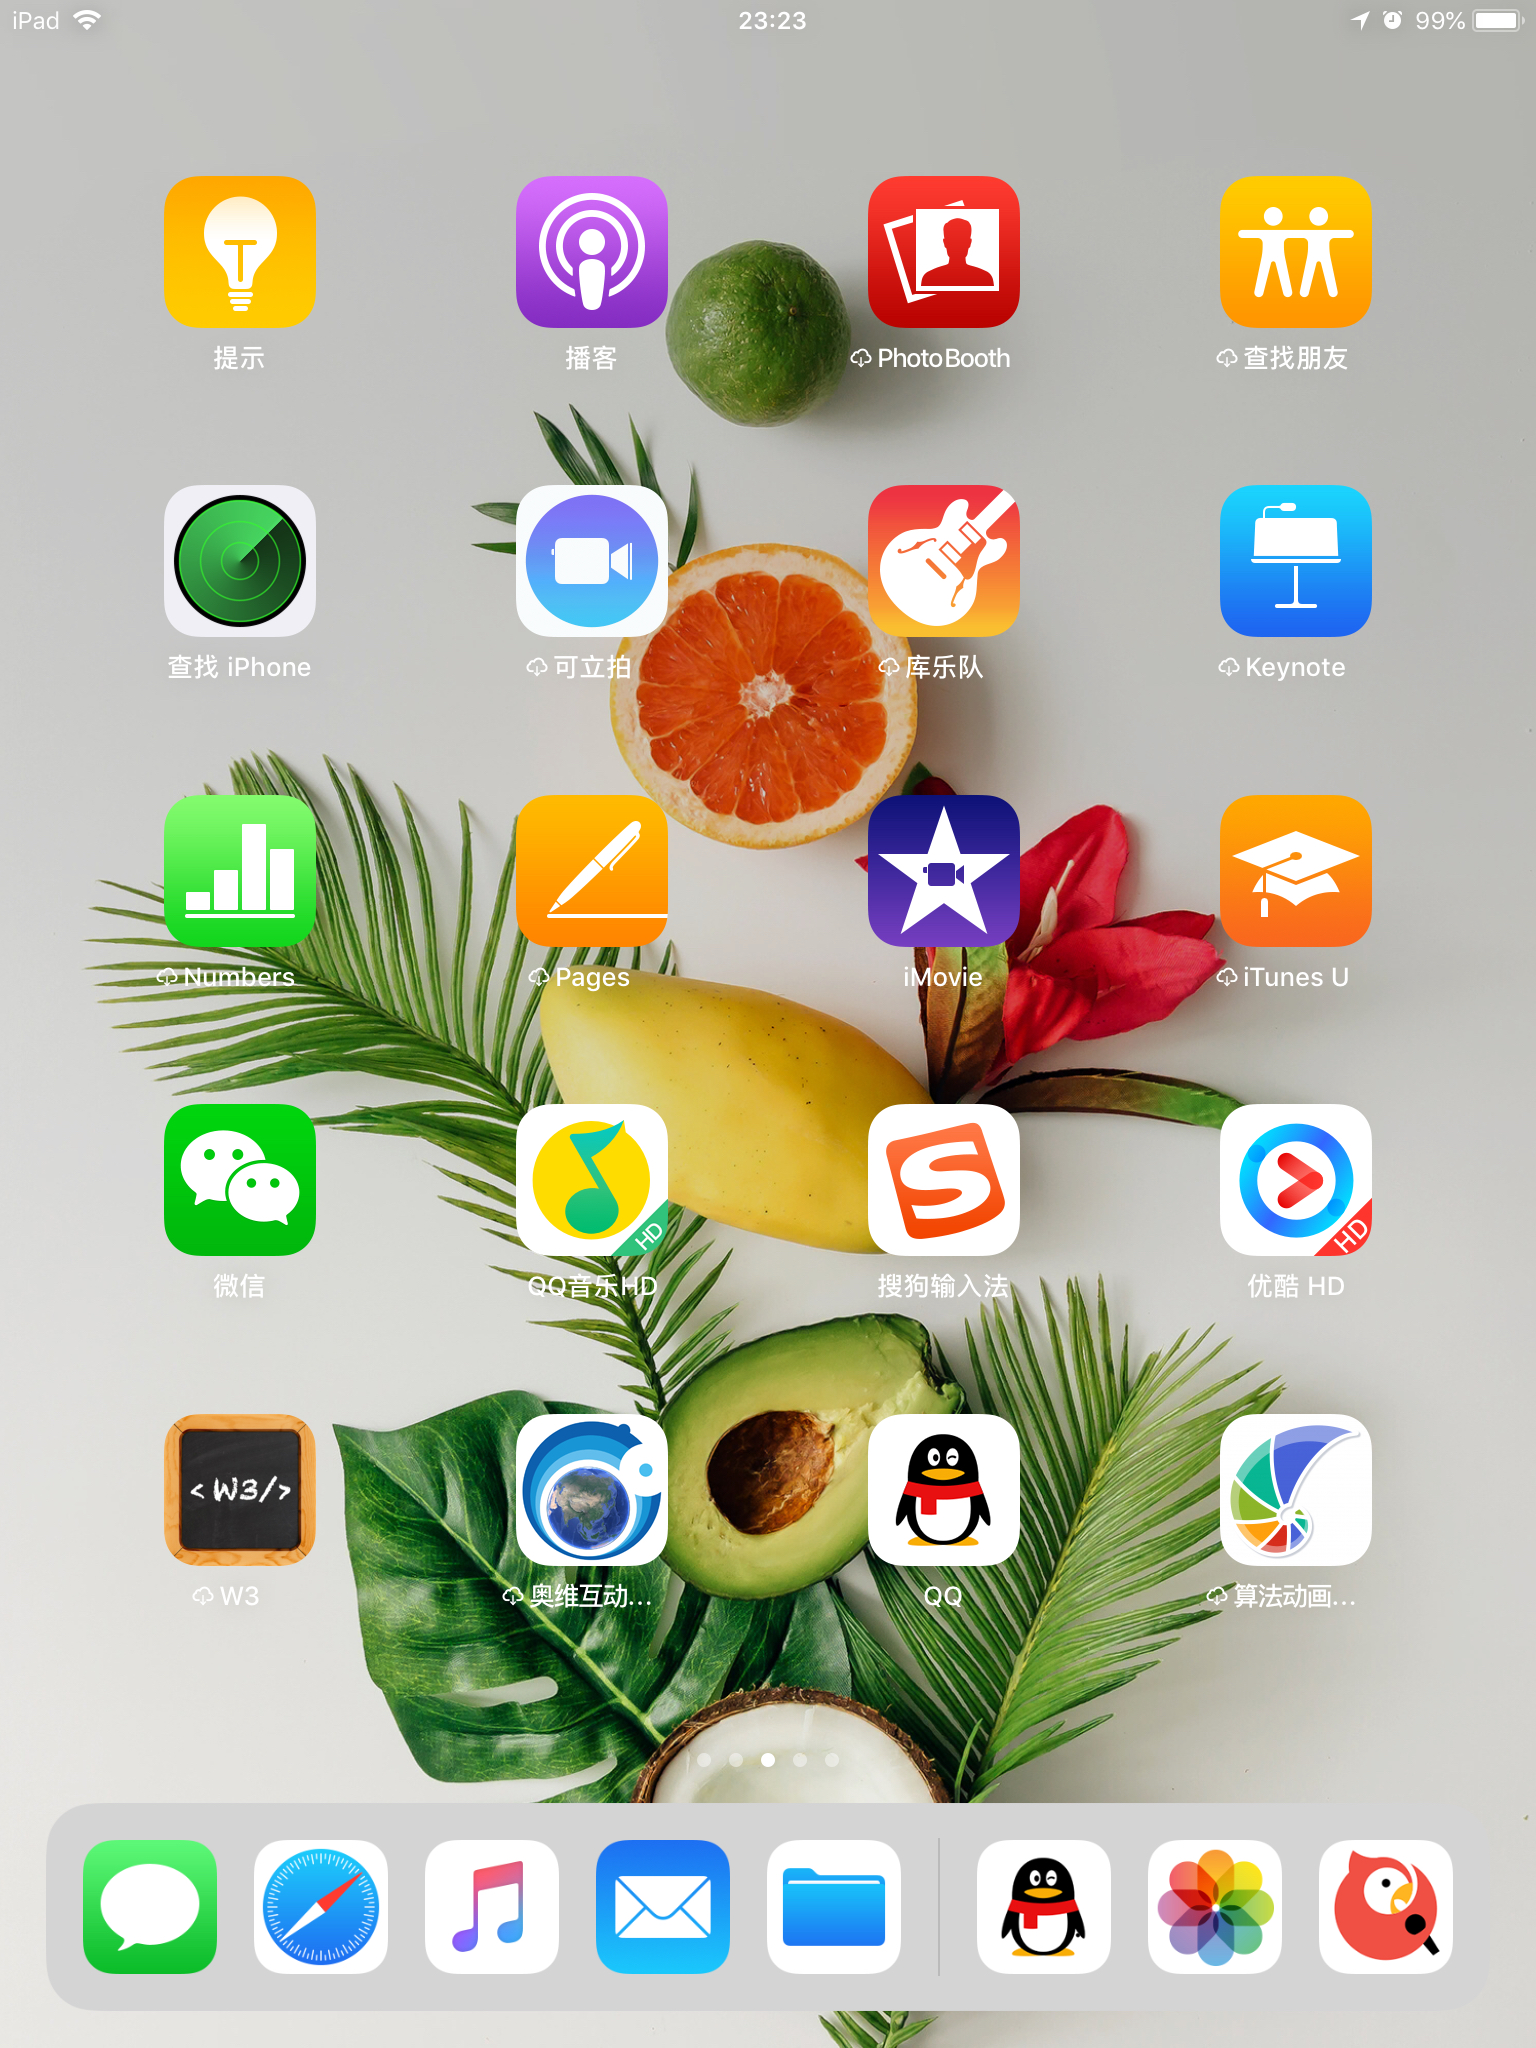 iPad 23:23 99%
提示 播客 Photo Booth 查找朋友
查找 iPhone 可立拍 库乐队 Keynote
Numbers Pages iMovie iTunes U
HD HD
微信 QQ音乐HD 搜狗输入法 优酷 HD
<W3/>
W3 奥维互动... QQ 算法动画...